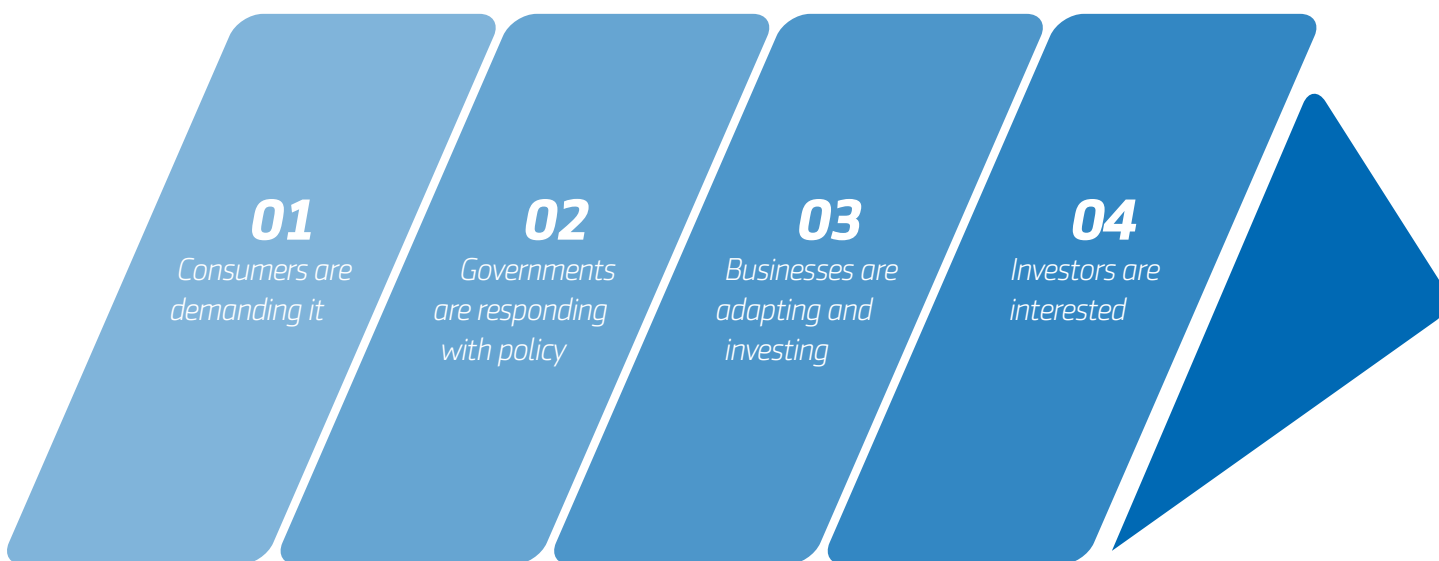 01
Consumers are
demanding it
02
Governments
are responding
with policy
03
Businesses are
adapting and
investing
04
Investors are
interested